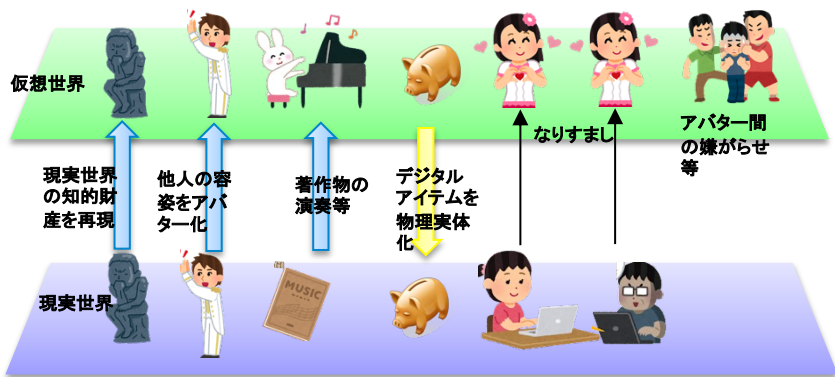 仮想世界
なりすまし
アバター間
の嫌がらせ
等
現実世界
の知的財
産を再現
他人の容
姿をアバ
ター化
著作物の
演奏等
デジタル
アイテムを
物理実体
化
現実世界
MUSIC